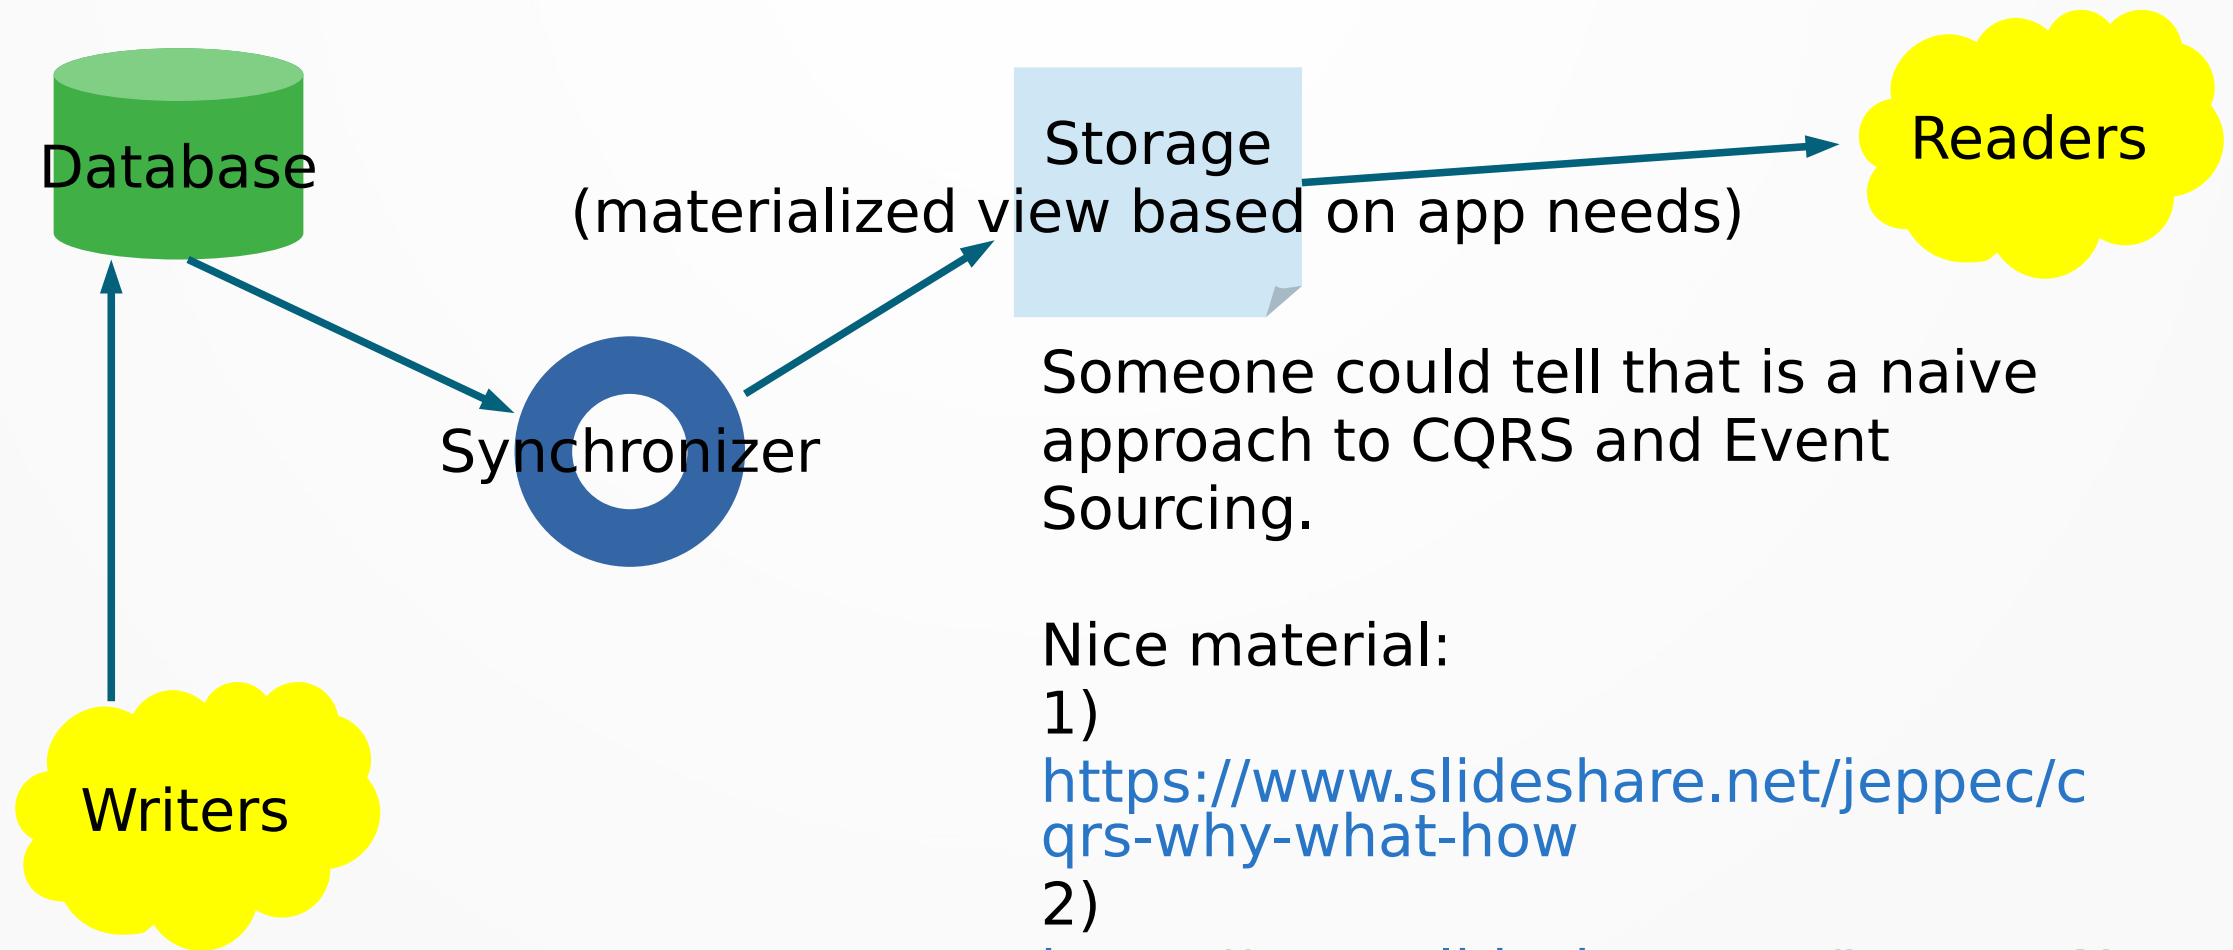 Database
Storage
(materialized view based on app needs)
Readers
Synchronizer
Writers
Someone could tell that is a naive
approach to CQRS and Event
Sourcing.
Nice material:
1)
https://www.slideshare.net/jeppec/c
qrs-why-what-how
2)